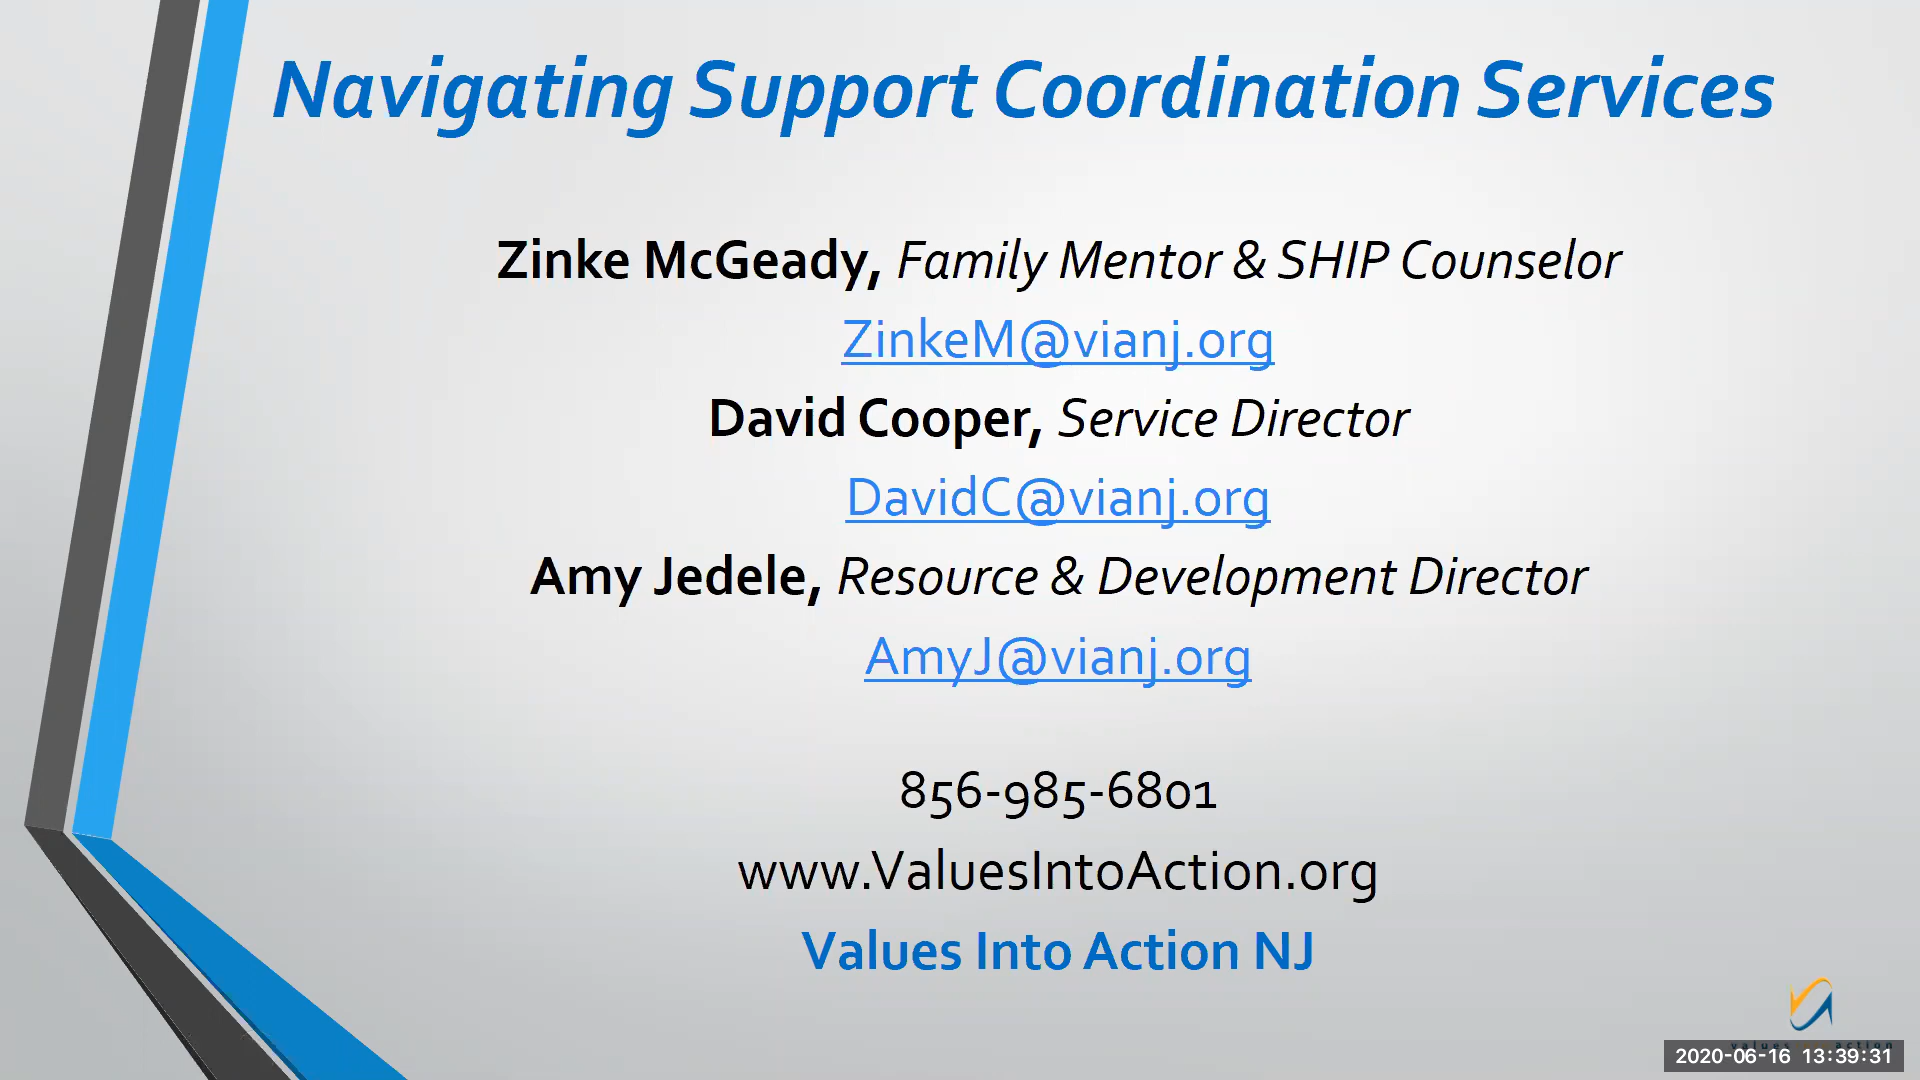 Navigating Support Coordination Services
Zinke McGeady, Family Mentor & SHIP Counselor
ZinkeM@vianj.org
David Cooper, Service Director
DavidC@vianj.org
Amy Jedele, Resource & Development Director
AmyJ@vianj.org
856-985-6801
www.ValuesIntoAction.org
Values Into Action NJ
2020-06-16 13:39:31